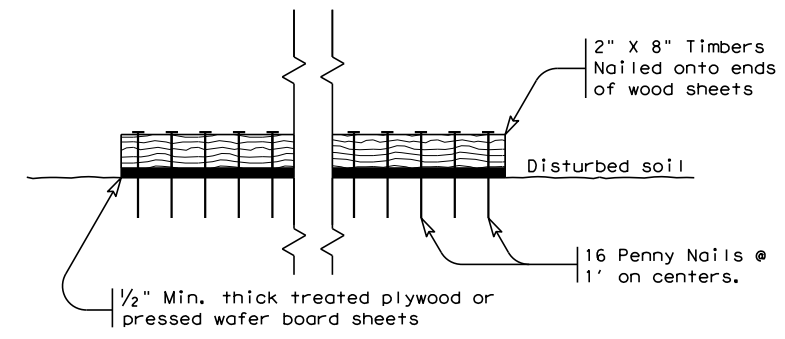 2" X 8" Timbers
Nailed onto ends
of wood sheets
Disturbed soil
16 Penny Nails @
1' on centers.
½" Min. thick treated plywood or
pressed wafer board sheets